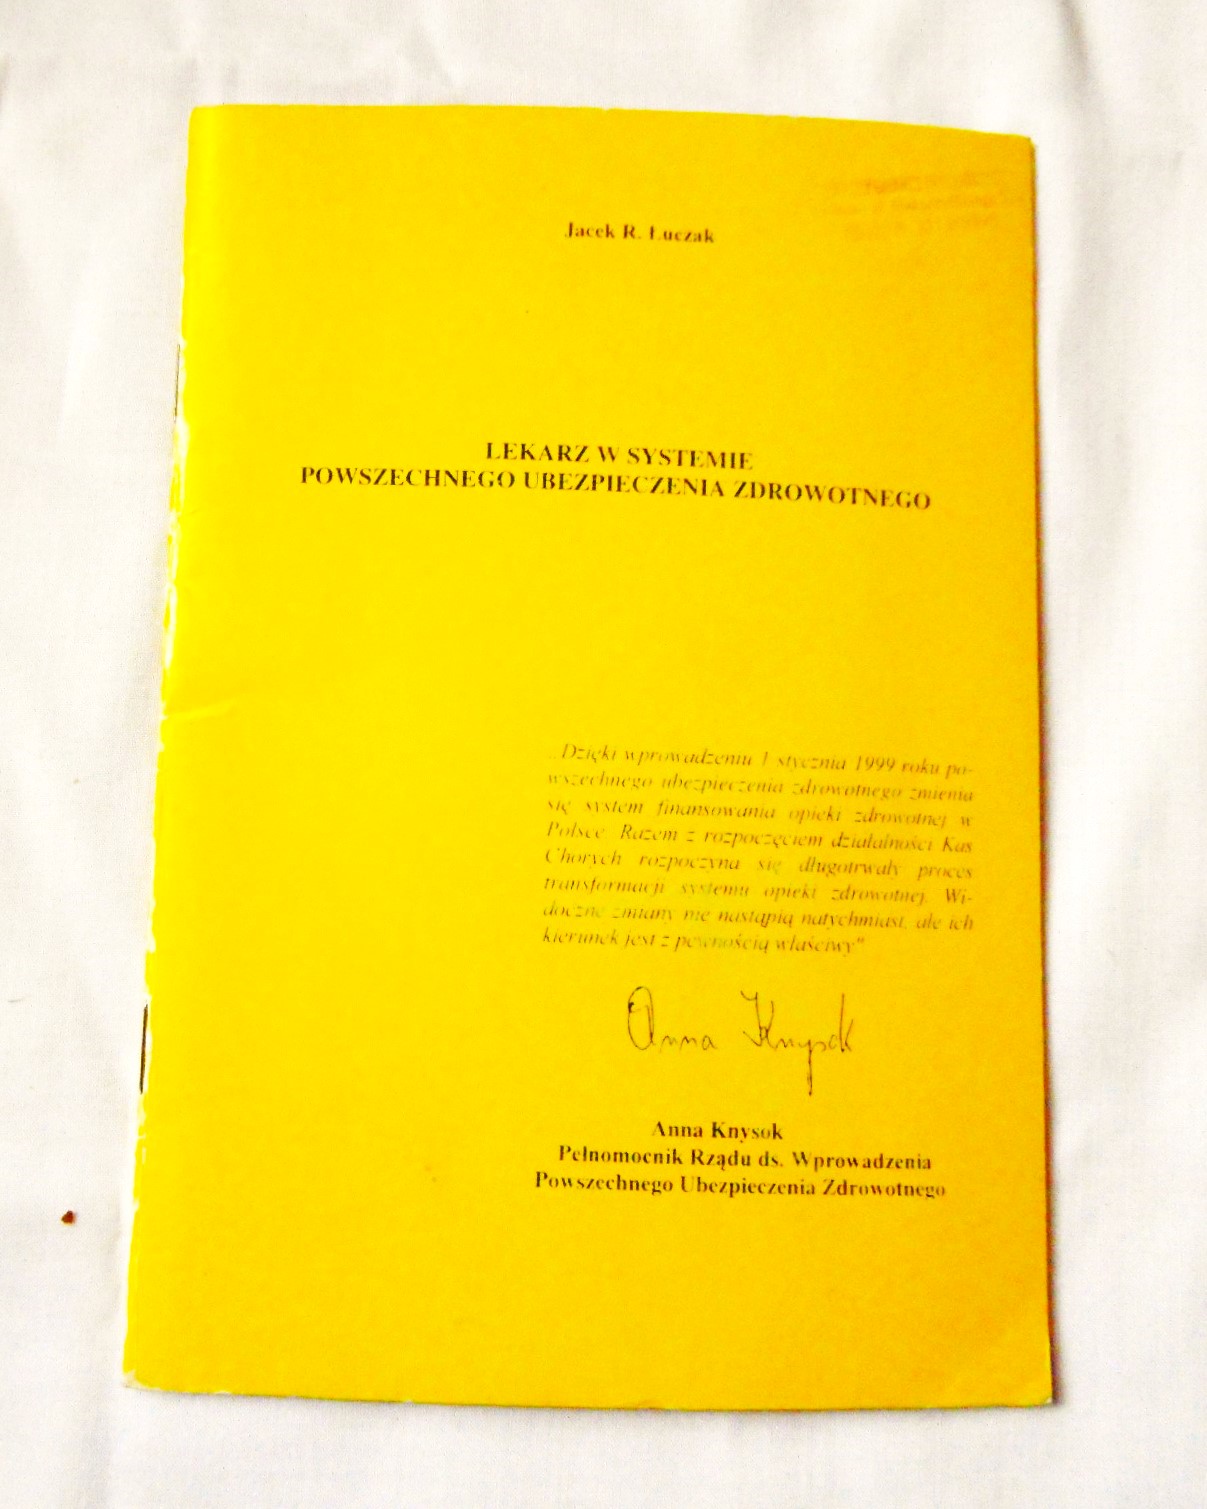 Jacek R. Łuczak
LEKARZ W SYSTEMIE
POWSZECHNEGO UBEZPIECZENIA ZDROWOTNEGO
„Dzięki wprowadzeniu 1 stycznia 1999 roku po-
wszechnego ubezpieczenia zdrowotnego zmienia
się system finansowania opieki zdrowotnej w
Polsce. Razem z rozpoczęciem działalności Kas
Chorych rozpoczyna się długotrwały proces
transformacji systemu opieki zdrowotnej. Wi-
doczne zmiany nie nastąpią natychmiast, ale ich
kierunek jest z pewnością właściwy"
Anna Knysok
Anna Knysok
Pełnomocnik Rządu ds. Wprowadzenia
Powszechnego Ubezpieczenia Zdrowotnego